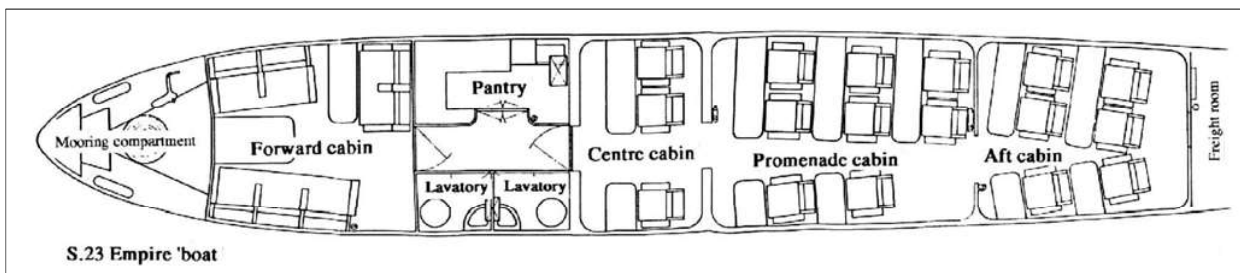 Mooring compartment
Forward cabin
Pantry
Lavatory
Lavatory
Centre cabin
Promenade cabin
Aft cabin
Freight room
S.23 Empire 'boat